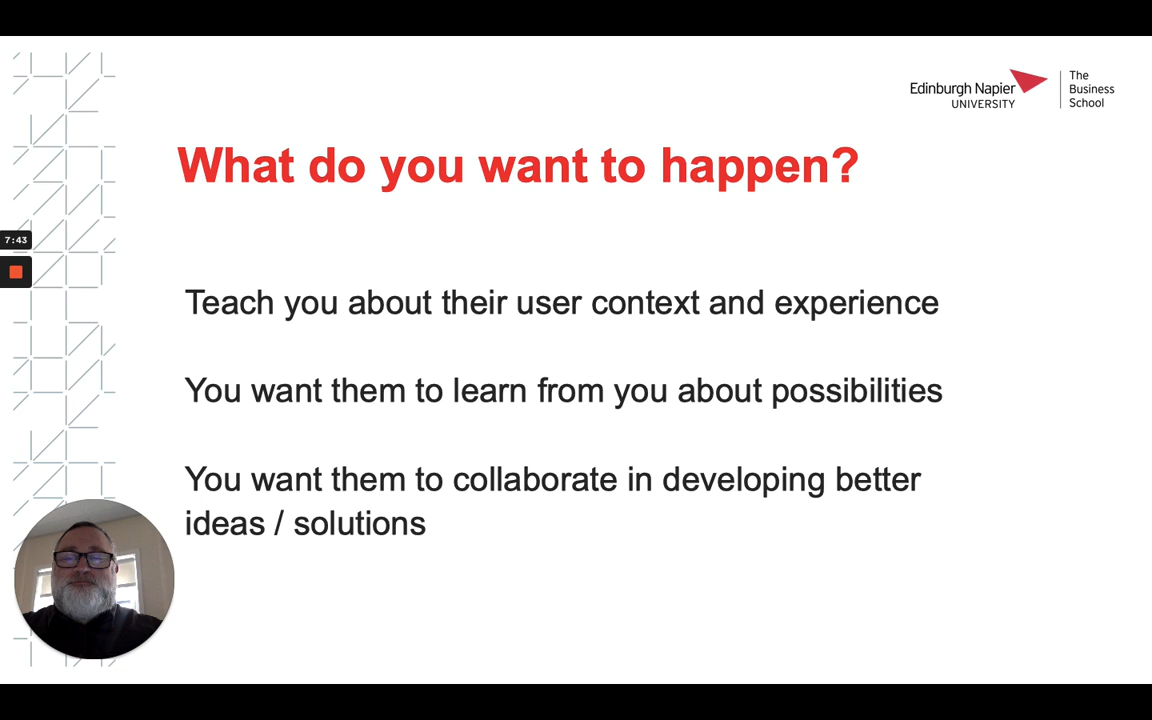 Edinburgh Napier
UNIVERSITY
The
Business
School
What do you want to happen?
7:43
Teach you about their user context and experience
You want them to learn from you about possibilities
You want them to collaborate in developing better
ideas / solutions